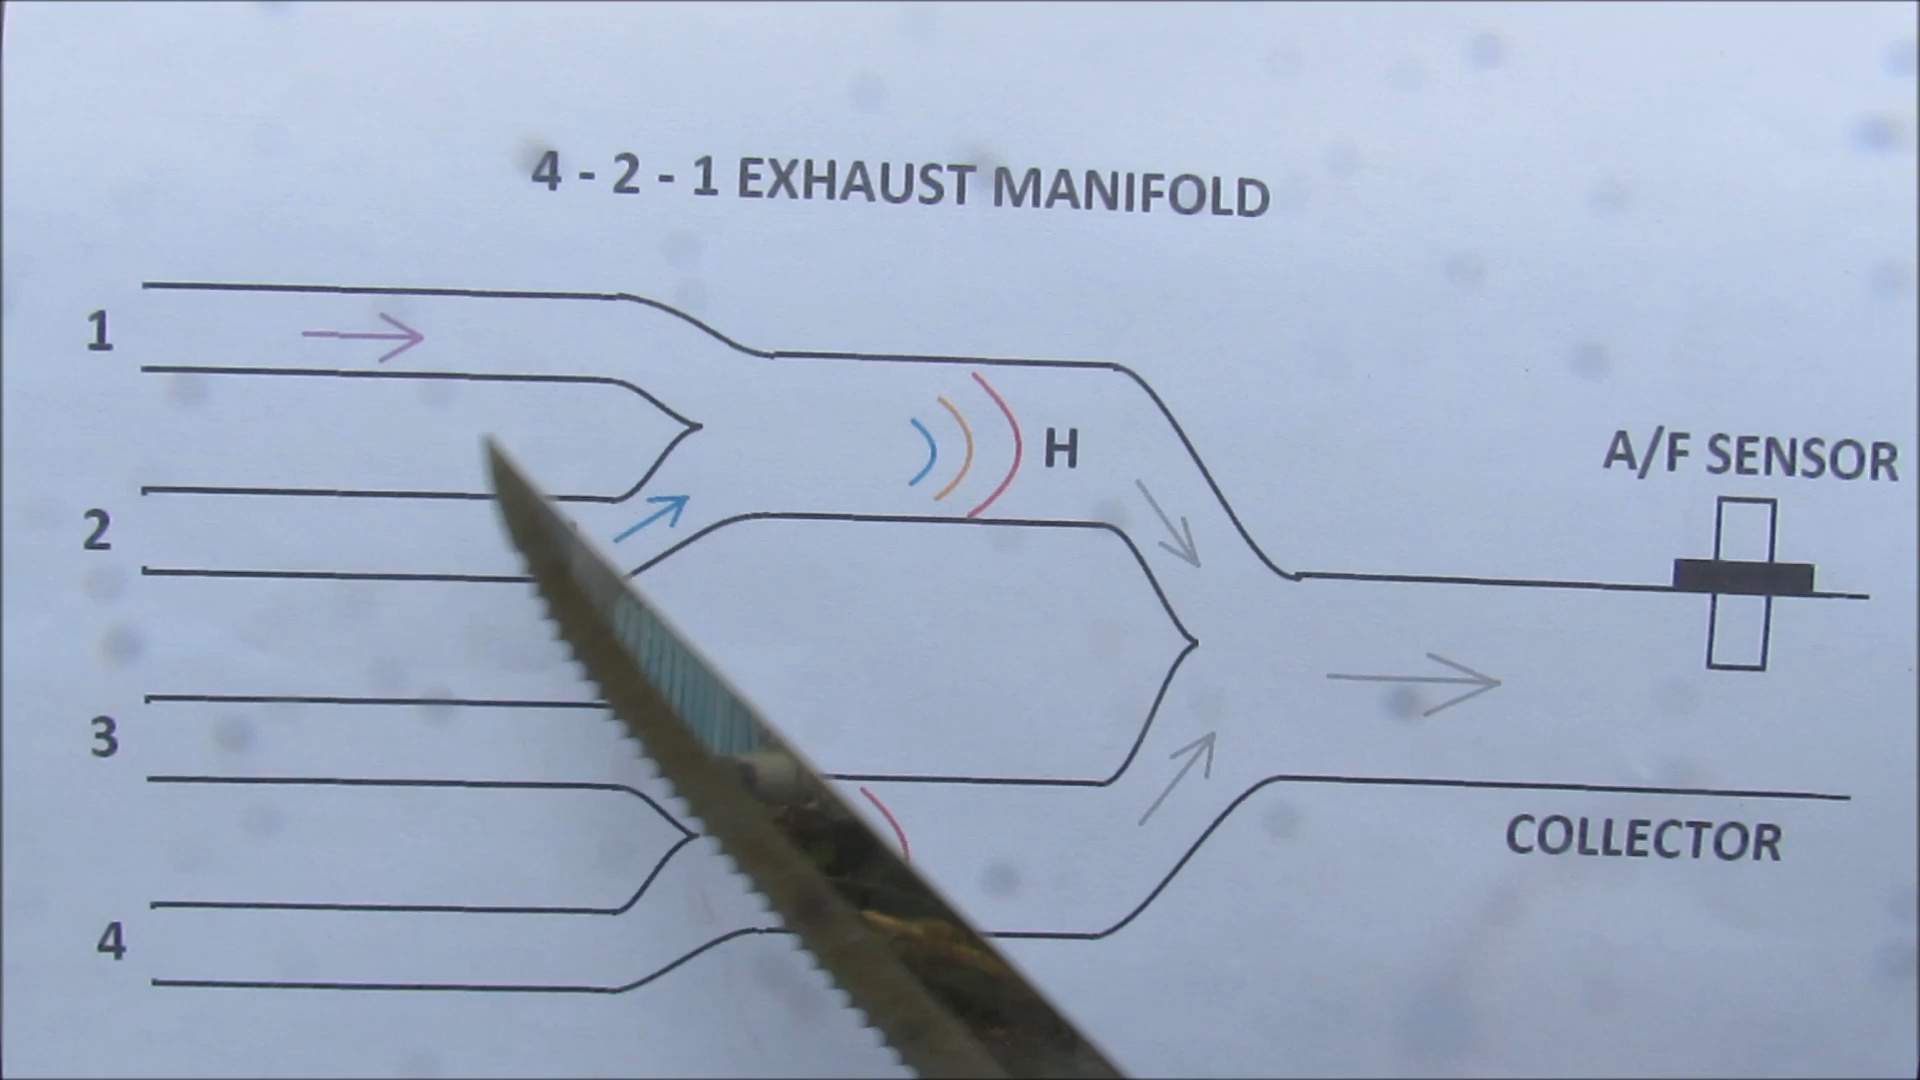 4 - 2 - 1 EXHAUST MANIFOLD
1
H
A/F SENSOR
2
3
COLLECTOR
4